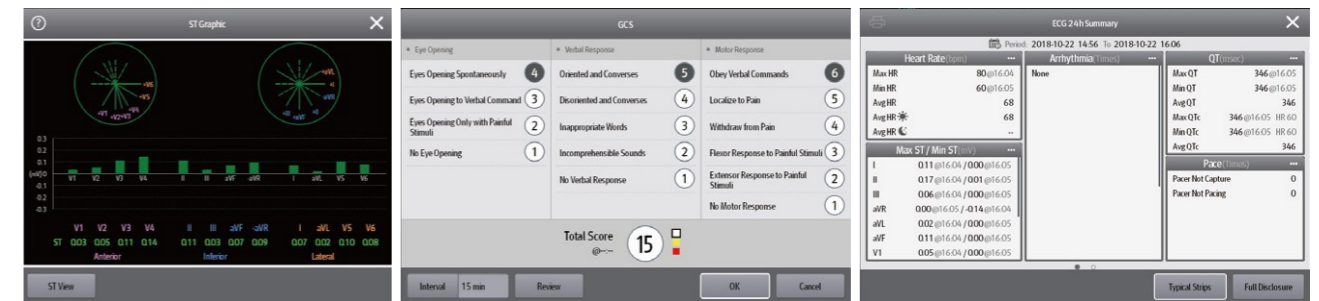 ST Graphic
+V6
+V5
+V1 +V2+V3 +V4
+aVL
+I
-aVR
+III +aVF +II
0.3
0.2
0.1
(mV)0
-0.1
-0.2
-0.3
V1 V2 V3 V4 II III aVF -aVR I aVL V5 V6
V1 V2 V3 V4 II III aVF -aVR I aVL V5 V6
ST 0.03 0.05 0.11 0.14 0.11 0.03 0.07 0.09 0.07 0.02 0.10 0.08
Anterior Inferior Lateral
ST View
GCS
Eye Opening
Eyes Opening Spontaneously 4
Eyes Opening to Verbal Command 3
Eyes Opening Only with Painful
Stimuli 2
No Eye Opening 1
Verbal Response
Oriented and Converses 5
Disoriented and Converses 4
Inappropriate Words 3
Incomprehensible Sounds 2
No Verbal Response 1
Motor Response
Obey Verbal Commands 6
Localize to Pain 5
Withdraw from Pain 4
Flexor Response to Painful Stimuli 3
Extensor Response to Painful
Stimuli 2
No Motor Response 1
Total Score 15
@--:--
Interval 15 min Review OK Cancel
ECG 24h Summary
Period 2018-10-22 14:56 To 2018-10-22 16:06
Heart Rate(bpm) ...
Max HR 80@16:04
Min HR 60@16:05
Avg HR 68
Avg HR 68
Avg HR --
Max ST / Min ST(mV) ...
I 0.11@16:04 / 0.00@16:05
II 0.17@16:04 / 0.01@16:05
III 0.06@16:04 / 0.00@16:05
aVR 0.00@16:05 / -0.14@16:04
aVL 0.02@16:04 / 0.00@16:05
aVF 0.11@16:04 / 0.00@16:05
V1 0.05@16:04 / 0.00@16:05
Arrhythmia(Times) ...
None
QT(msec) ...
Max QT 346@16:05
Min QT 346@16:05
Avg QT 346
Max QTc 346@16:05 HR 60
Min QTc 346@16:05 HR 60
Avg QTc 346
Pace(Times) ...
Pacer Not Capture 0
Pacer Not Pacing 0
Typical Strips Full Disclosure